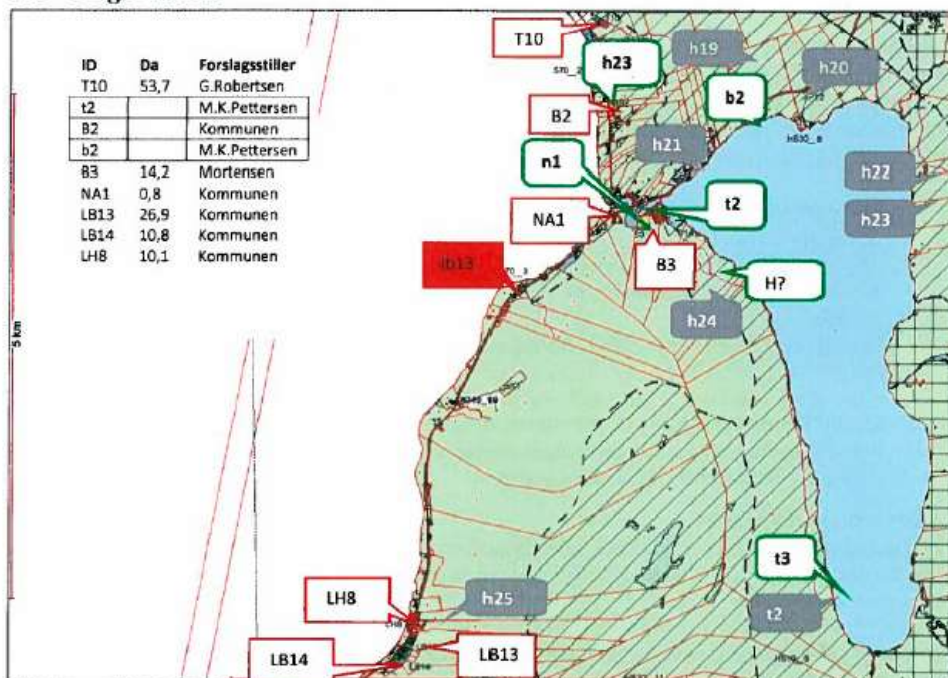 ID Da Forslagsstiller
T10 53,7 G.Robertsen
t2 M.K.Pettersen
B2 Kommunen
b2 M.K.Pettersen
B3 14,2 Mortensen
NA1 0,8 Kommunen
LB13 26,9 Kommunen
LB14 10,8 Kommunen
LH8 10,1 Kommunen
T10
h23
h19
h20
B2
b2
h21
n1
h22
NA1
t2
h23
B3
lb13
H?
h24
5 km
t3
LH8
h25
t2
LB14
LB13